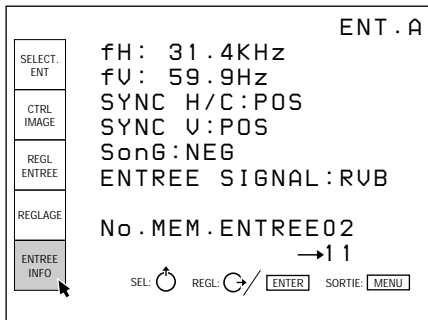 ENT.A
SELECT.
ENT
CTRL
IMAGE
REGL
ENTREE
REGLAGE
ENTREE
INFO
fH: 31.4KHz
fV: 59.9Hz
SYNC H/C:POS
SYNC V:POS
SonG:NEG
ENTREE SIGNAL:RVB
No.MEM.ENTREE02
→11
SEL: REGL: / ENTER SORTIE: MENU